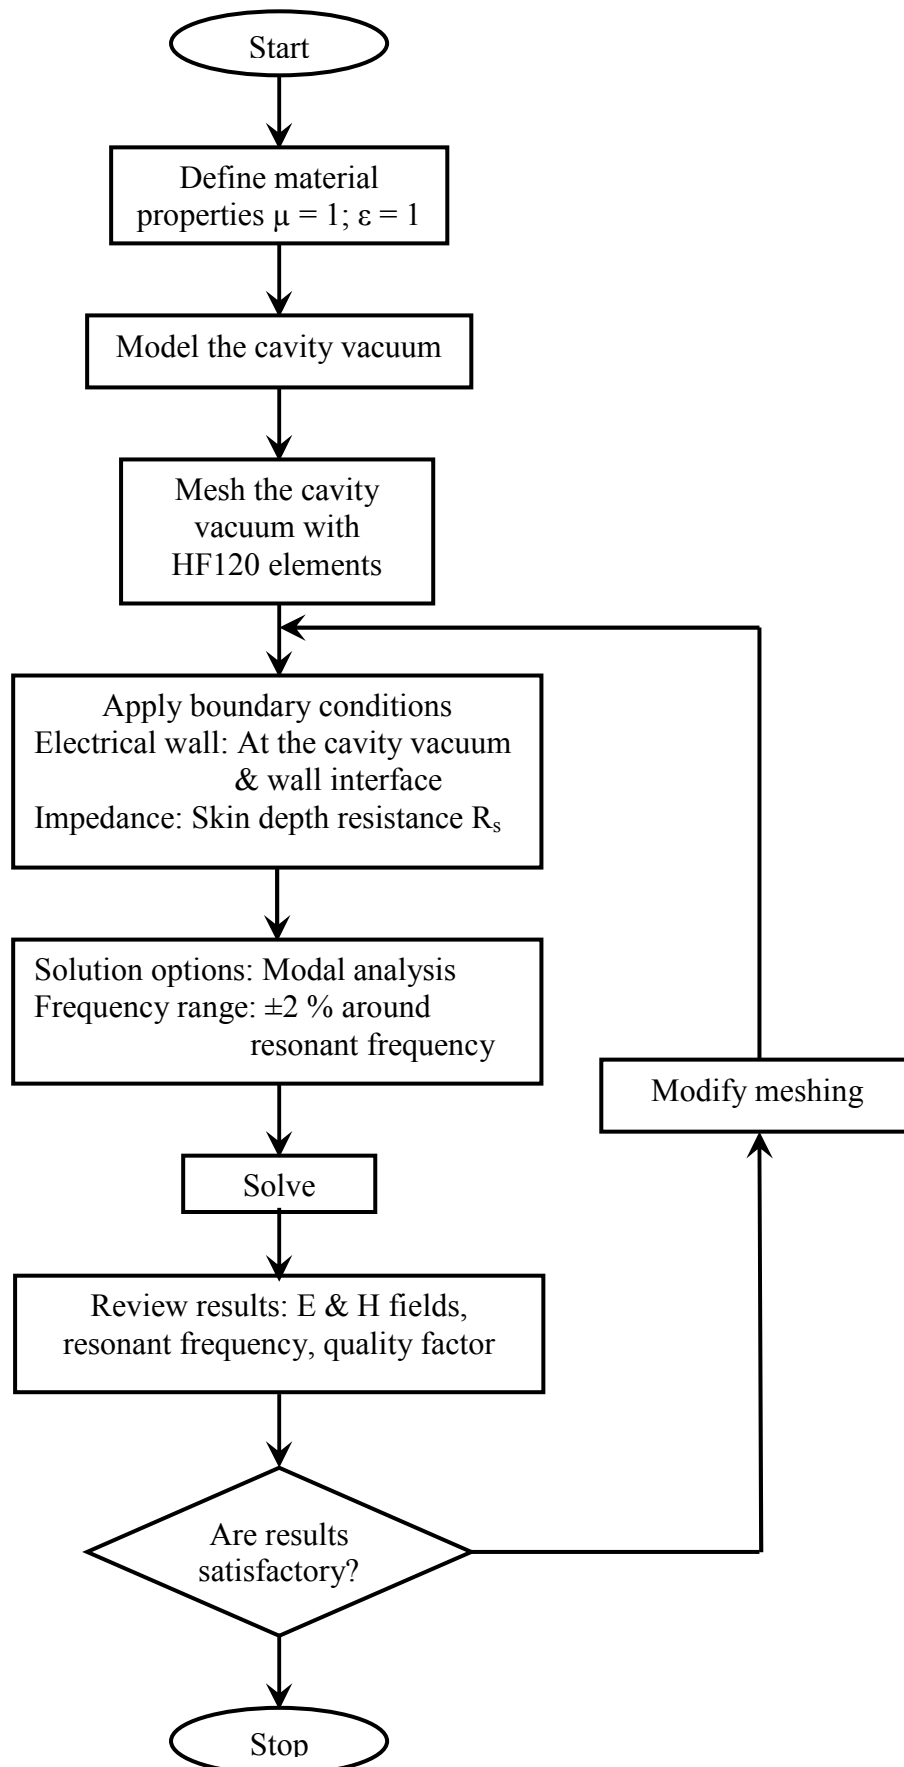 Start
Define material
properties µ = 1; ε = 1
Model the cavity vacuum
Mesh the cavity
vacuum with
HF120 elements
Apply boundary conditions
Electrical wall: At the cavity vacuum
& wall interface
Impedance: Skin depth resistance Rₛ
Solution options: Modal analysis
Frequency range: ±2 % around
resonant frequency
Modify meshing
Solve
Review results: E & H fields,
resonant frequency, quality factor
Are results
satisfactory?
Stop